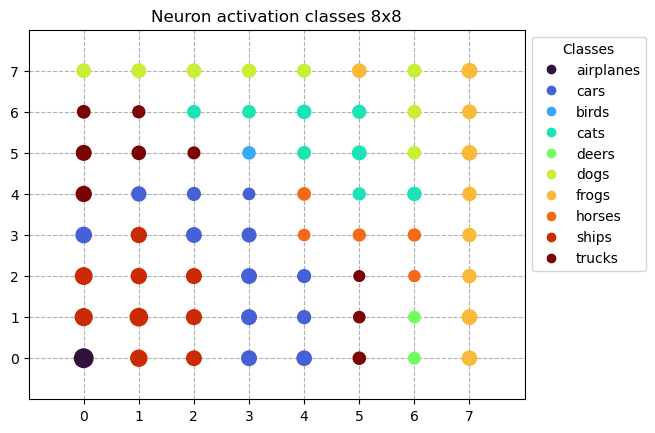 Neuron activation classes 8x8
7
6
5
4
3
2
1
0
0 1 2 3 4 5 6 7
Classes
airplanes
cars
birds
cats
deers
dogs
frogs
horses
ships
trucks